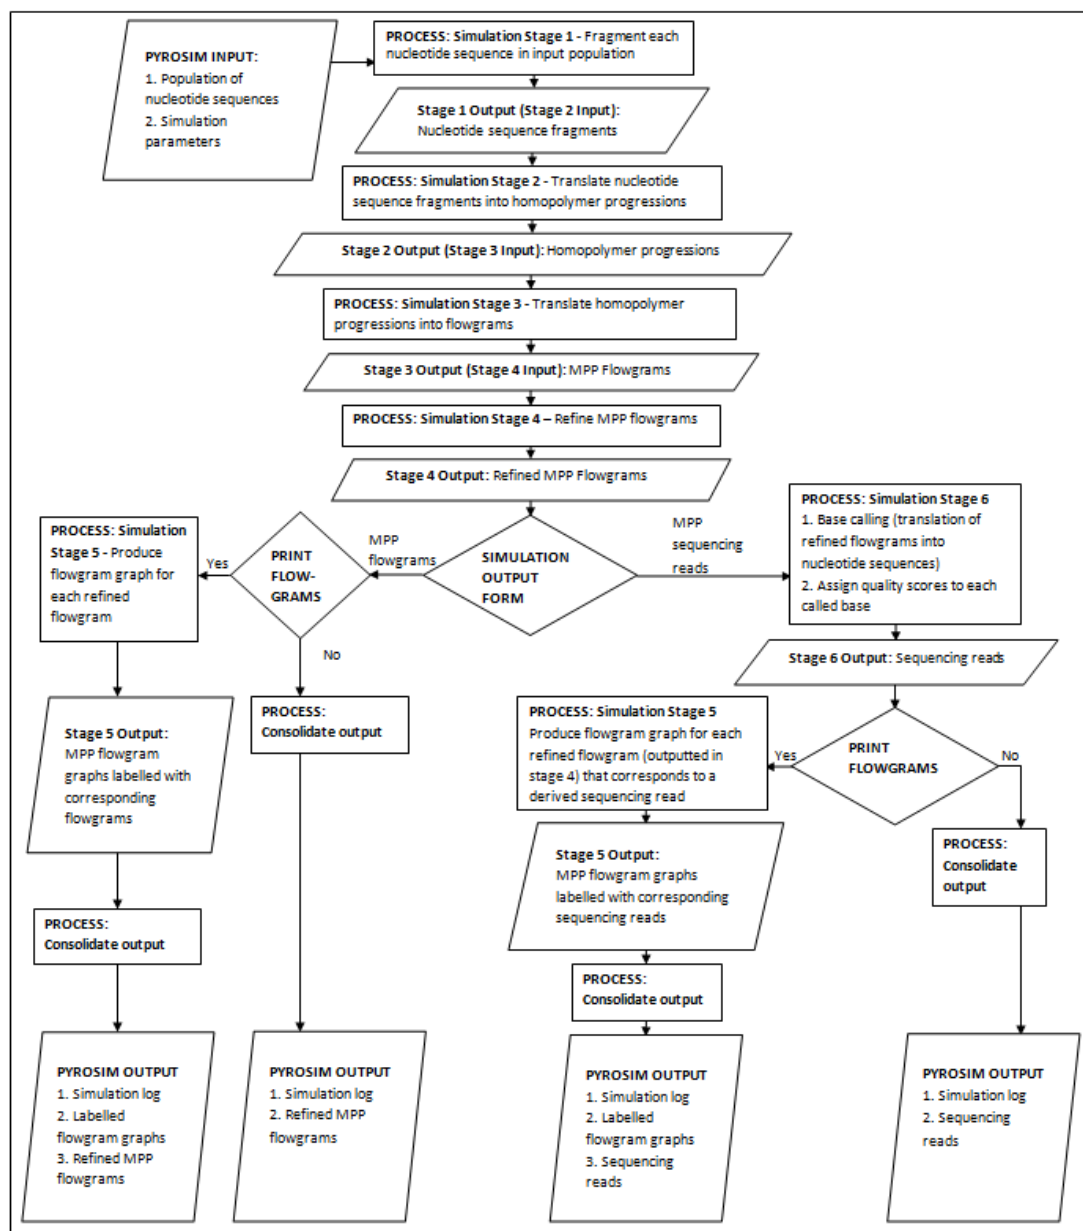 PYROSIM INPUT:
1. Population of
nucleotide sequences
2. Simulation
parameters
PROCESS: Simulation Stage 1 - Fragment each
nucleotide sequence in input population
Stage 1 Output (Stage 2 Input):
Nucleotide sequence fragments
PROCESS: Simulation Stage 2 - Translate nucleotide
sequence fragments into homopolymer progressions
Stage 2 Output (Stage 3 Input): Homopolymer progressions
PROCESS: Simulation Stage 3 - Translate homopolymer
progressions into flowgrams
Stage 3 Output (Stage 4 Input): MPP Flowgrams
PROCESS: Simulation Stage 4 – Refine MPP flowgrams
Stage 4 Output: Refined MPP Flowgrams
SIMULATION
OUTPUT
FORM
MPP
flowgrams
MPP
sequencing
reads
PRINT
FLOW-
GRAMS
Yes
No
PROCESS: Simulation
Stage 5 - Produce
flowgram graph for
each refined
flowgram
Stage 5 Output:
MPP flowgram
graphs labelled with
corresponding
flowgrams
PROCESS:
Consolidate output
PYROSIM OUTPUT
1. Simulation log
2. Labelled
flowgram graphs
3. Refined MPP
flowgrams
PROCESS:
Consolidate output
PYROSIM OUTPUT
1. Simulation log
2. Refined MPP
flowgrams
PROCESS: Simulation Stage 6
1. Base calling (translation of
refined flowgrams into
nucleotide sequences)
2. Assign quality scores to each
called base
Stage 6 Output: Sequencing reads
PRINT
FLOWGRAMS
Yes
No
PROCESS: Simulation Stage 5
Produce flowgram graph for each
refined flowgram (outputted in
stage 4) that corresponds to a
derived sequencing read
Stage 5 Output:
MPP flowgram graphs
labelled with corresponding
sequencing reads
PROCESS:
Consolidate output
PYROSIM OUTPUT
1. Simulation log
2. Labelled
flowgram graphs
3. Sequencing
reads
PROCESS:
Consolidate
output
PYROSIM OUTPUT
1. Simulation log
2. Sequencing
reads